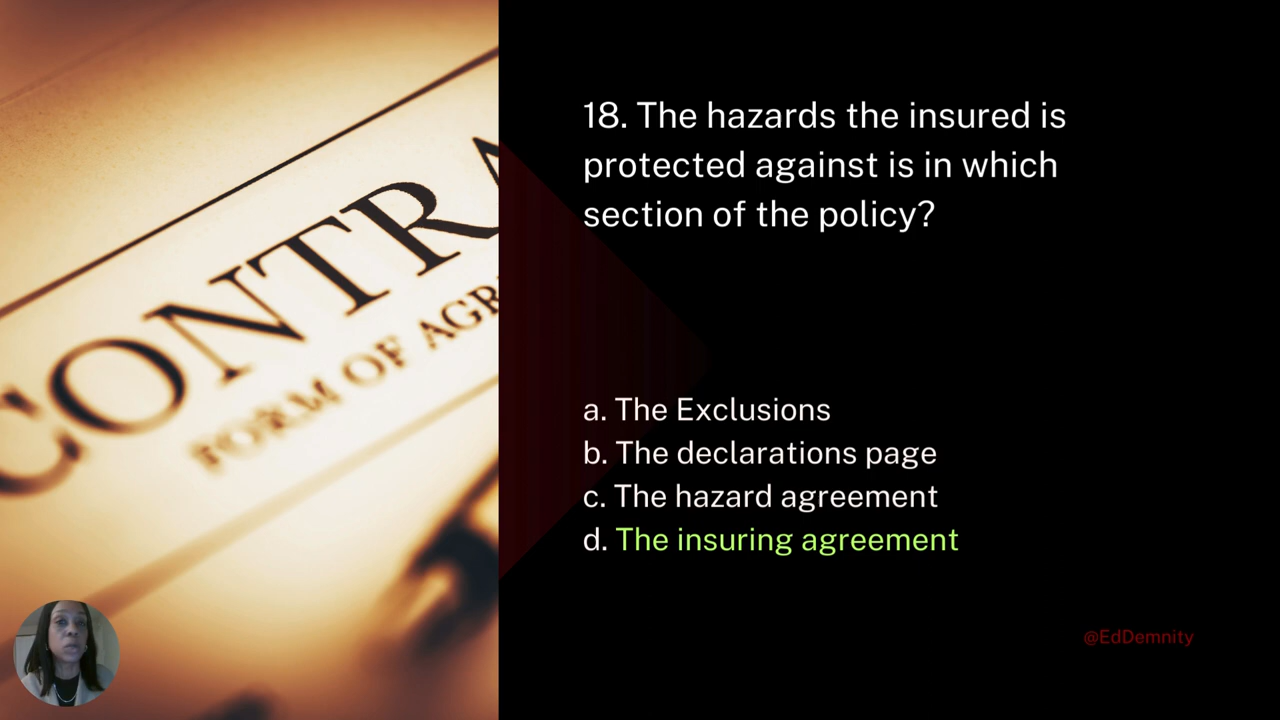 CONTRA
FORM OF AGR
18. The hazards the insured is
protected against is in which
section of the policy?
a. The Exclusions
b. The declarations page
c. The hazard agreement
d. The insuring agreement
@EdDemnity